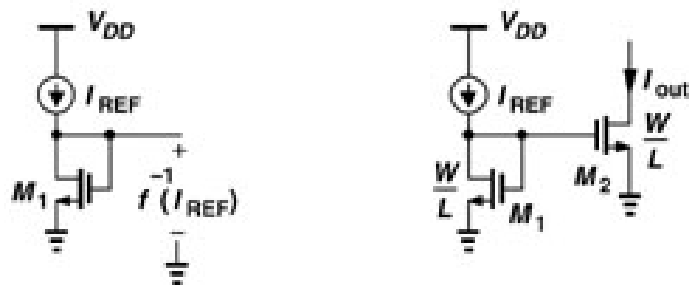 V_DD
I_REF
M_1
+
f^-1(I_REF)
−
V_DD
I_REF
W/L
M_1
I_out
W/L
M_2